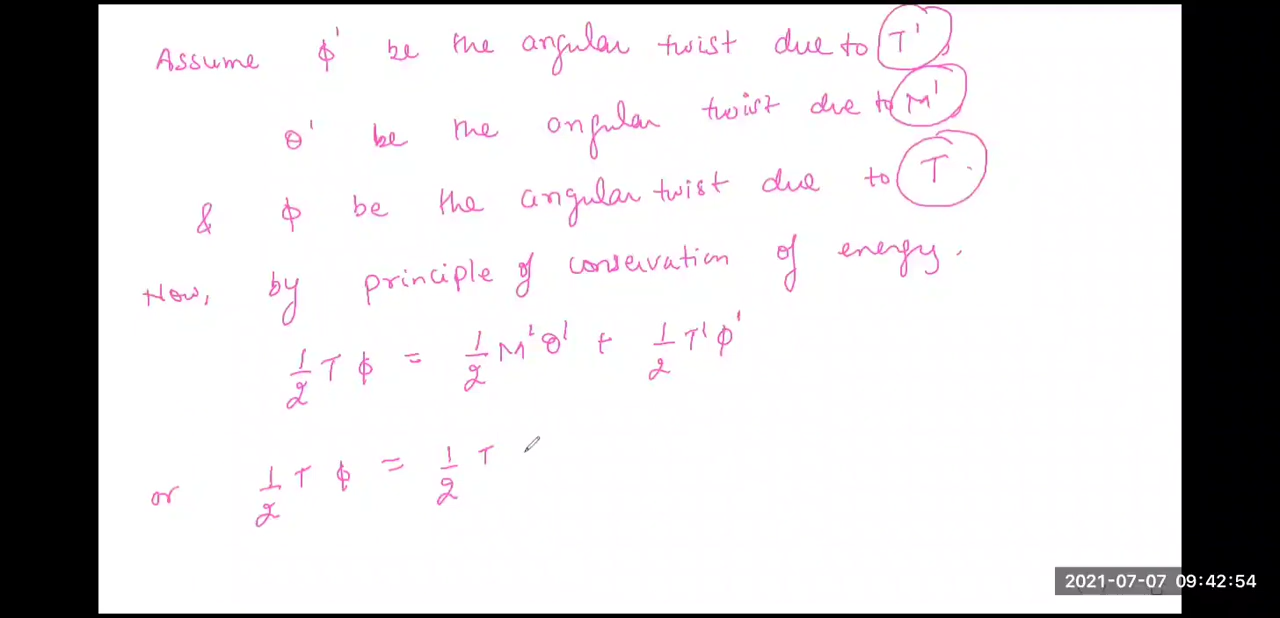 Assume φ' be the angular twist due to T'
θ' be the angular twist due to M'
& φ be the angular twist due to T.
Now, by principle of conservation of energy.
1/2 T φ = 1/2 M' θ' + 1/2 T' φ'
or 1/2 T φ = 1/2 T
2021-07-07 09:42:54